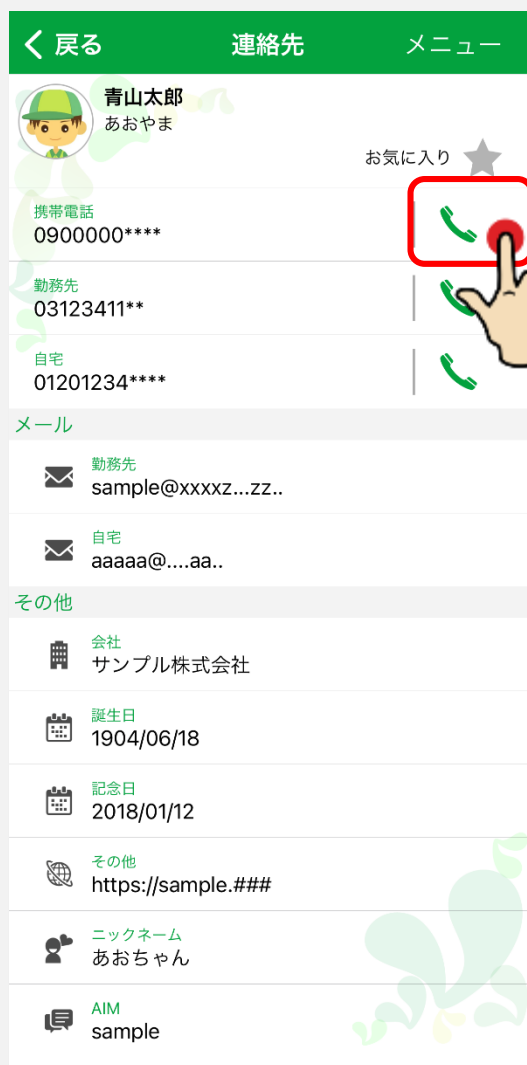 戻る 連絡先 メニュー
青山太郎
あおやま
お気に入り
携帯電話
0900000****
勤務先
03123411**
自宅
01201234****
メール
勤務先
sample@xxxxz...zz..
自宅
aaaaa@....aa..
その他
会社
サンプル株式会社
誕生日
1904/06/18
記念日
2018/01/12
その他
https://sample.###
ニックネーム
あおちゃん
AIM
sample